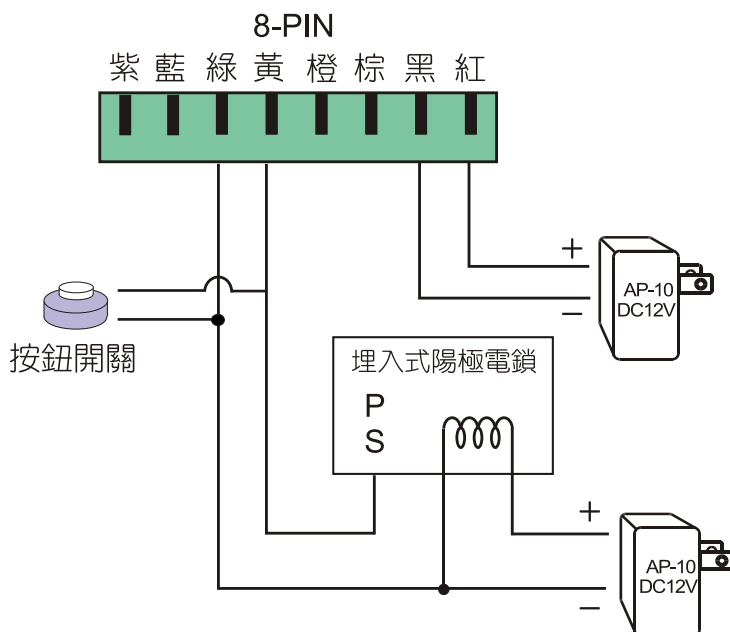 8-PIN
紫 藍 綠 黃 橙 棕 黑 紅
+
AP-10
DC12V
−
按鈕開關
埋入式陽極電鎖
P
S
+
AP-10
DC12V
−